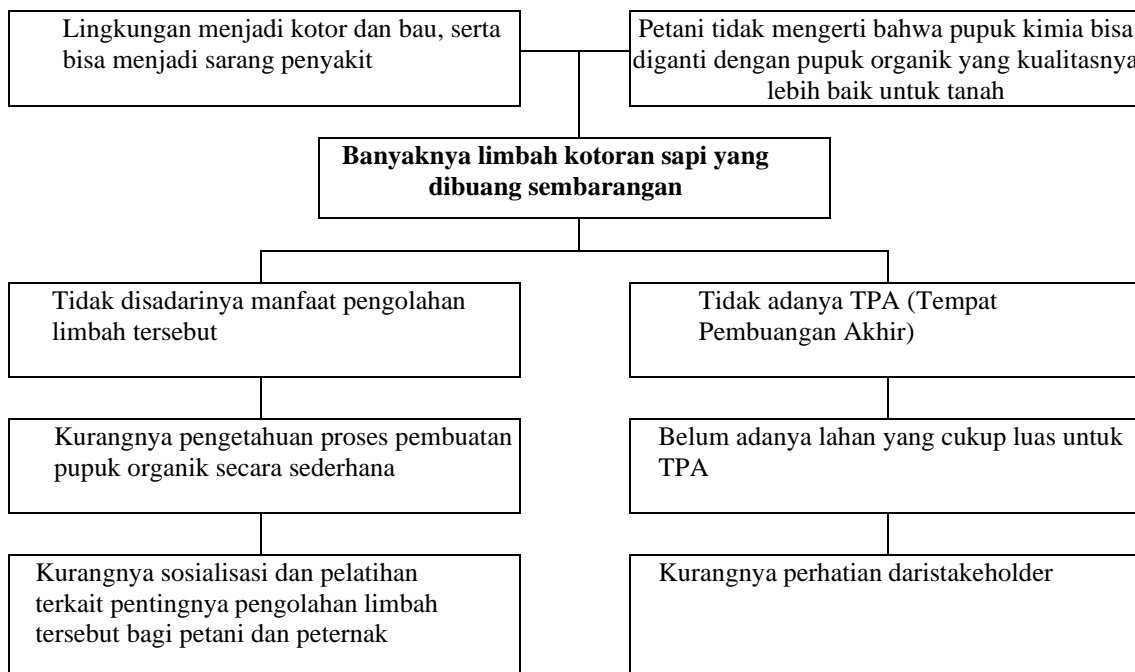 Lingkungan menjadi kotor dan bau, serta
bisa menjadi sarang penyakit
Petani tidak mengerti bahwa pupuk kimia bisa
diganti dengan pupuk organik yang kualitasnya
lebih baik untuk tanah
Banyaknya limbah kotoran sapi yang
dibuang sembarangan
Tidak disadarinya manfaat pengolahan
limbah tersebut
Tidak adanya TPA (Tempat
Pembuangan Akhir)
Kurangnya pengetahuan proses pembuatan
pupuk organik secara sederhana
Belum adanya lahan yang cukup luas untuk
TPA
Kurangnya sosialisasi dan pelatihan
terkait pentingnya pengolahan limbah
tersebut bagi petani dan peternak
Kurangnya perhatian daristakeholder